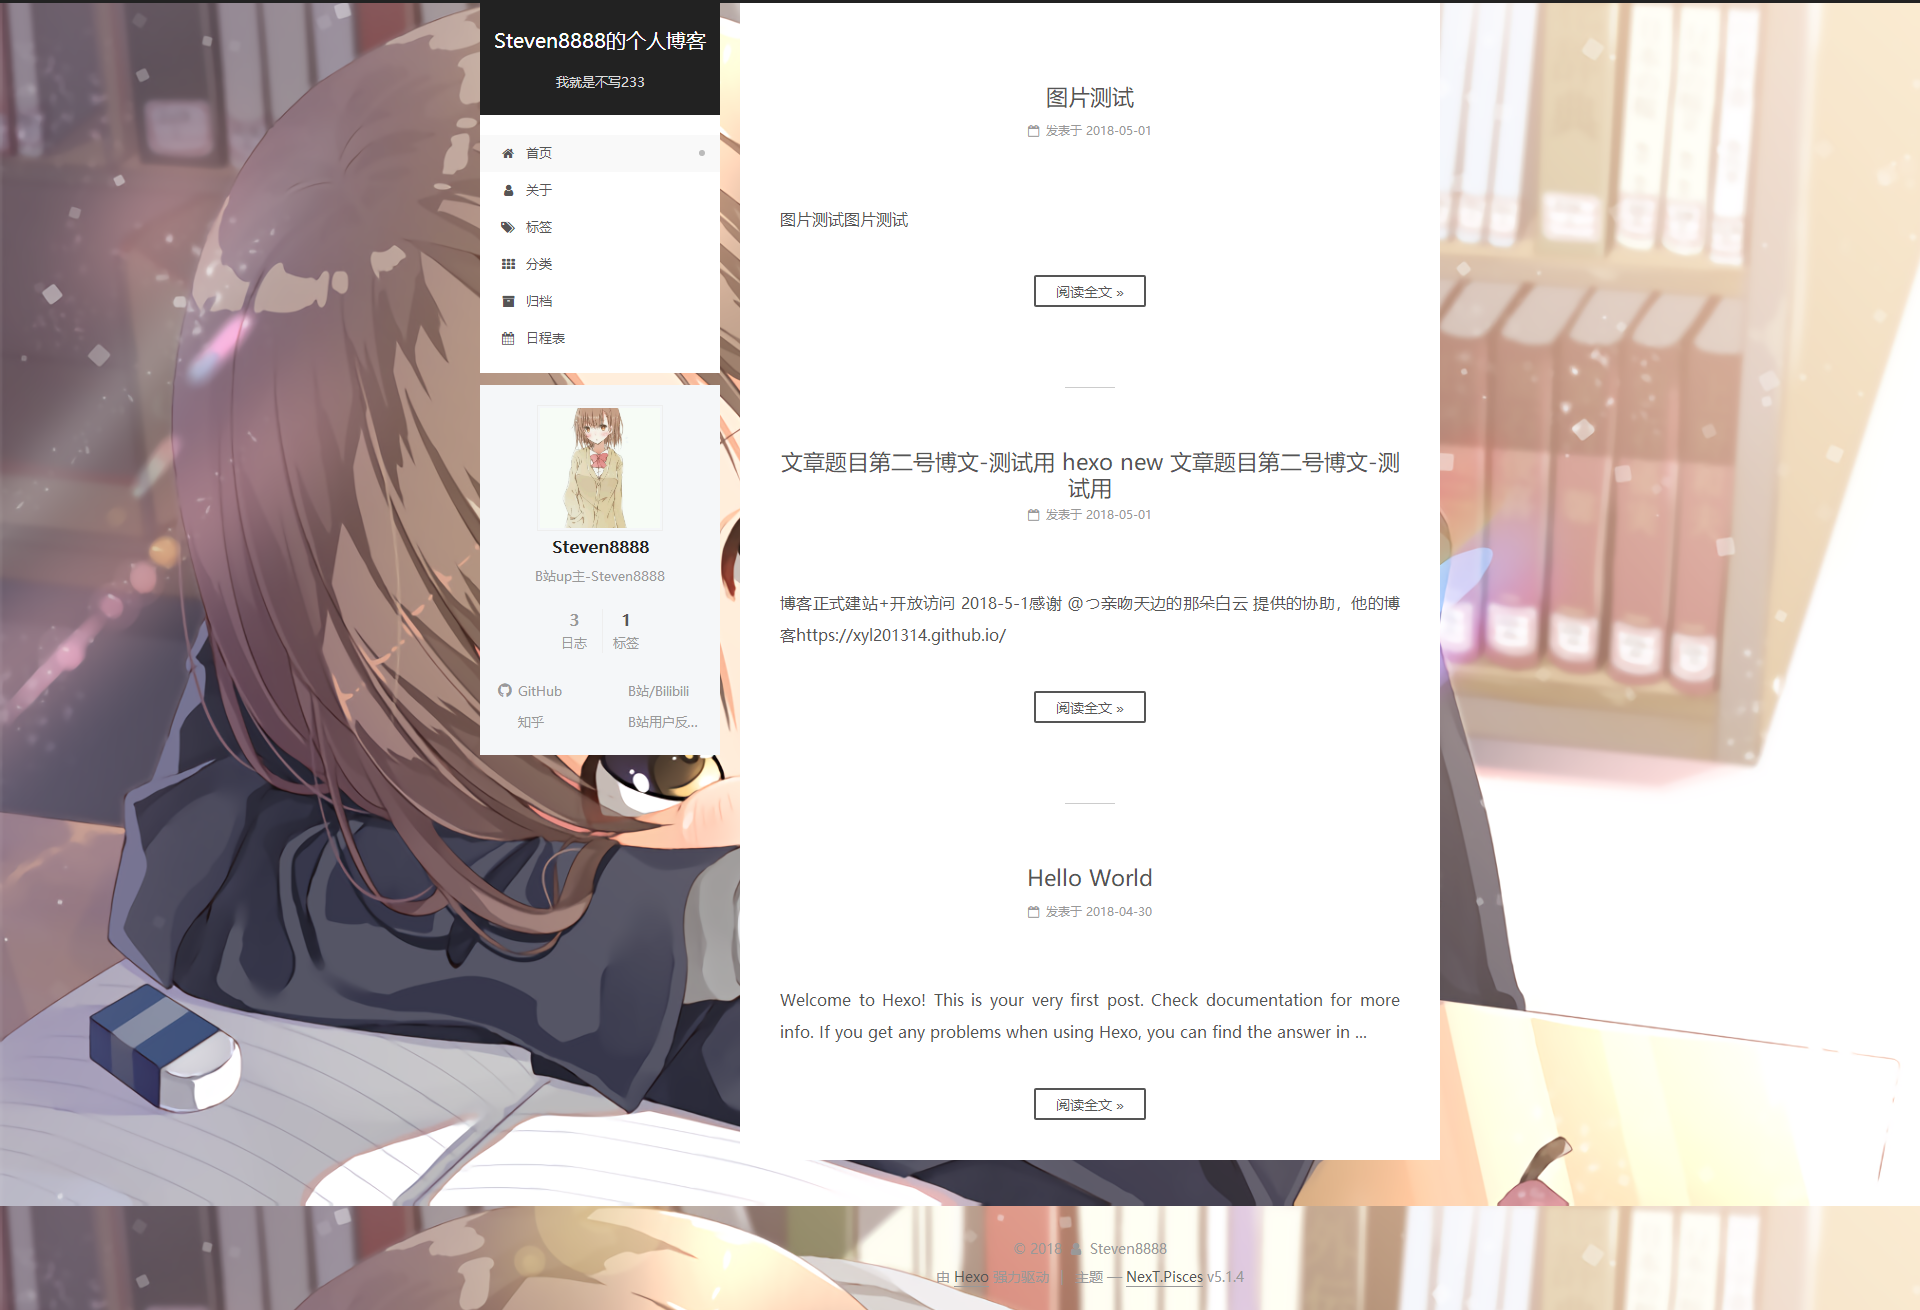 Steven8888的个人博客
我就是不写233
首页
关于
标签
分类
归档
日程表
Steven8888
B站up主-Steven8888
3 1
日志 标签
GitHub B站/Bilibili
知乎 B站用户反...
图片测试
发表于 2018-05-01
图片测试图片测试
阅读全文 »
文章题目第二号博文-测试用 hexo new 文章题目第二号博文-测
试用
发表于 2018-05-01
博客正式建站+开放访问 2018-5-1感谢 @つ亲吻天边的那朵白云 提供的协助，他的博
客https://xyl201314.github.io/
阅读全文 »
Hello World
发表于 2018-04-30
Welcome to Hexo! This is your very first post. Check documentation for more
info. If you get any problems when using Hexo, you can find the answer in ...
阅读全文 »
© 2018 Steven8888
由 Hexo 强力驱动 | 主题 — NexT.Pisces v5.1.4